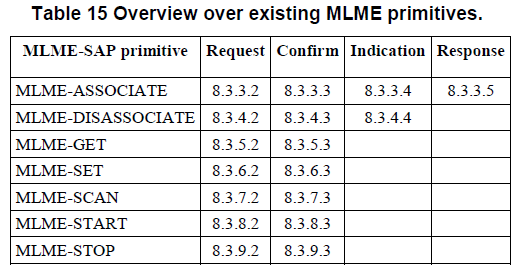 Table 15 Overview over existing MLME primitives.
MLME-SAP primitive Request Confirm Indication Response
MLME-ASSOCIATE 8.3.3.2 8.3.3.3 8.3.3.4 8.3.3.5
MLME-DISASSOCIATE 8.3.4.2 8.3.4.3 8.3.4.4
MLME-GET 8.3.5.2 8.3.5.3
MLME-SET 8.3.6.2 8.3.6.3
MLME-SCAN 8.3.7.2 8.3.7.3
MLME-START 8.3.8.2 8.3.8.3
MLME-STOP 8.3.9.2 8.3.9.3